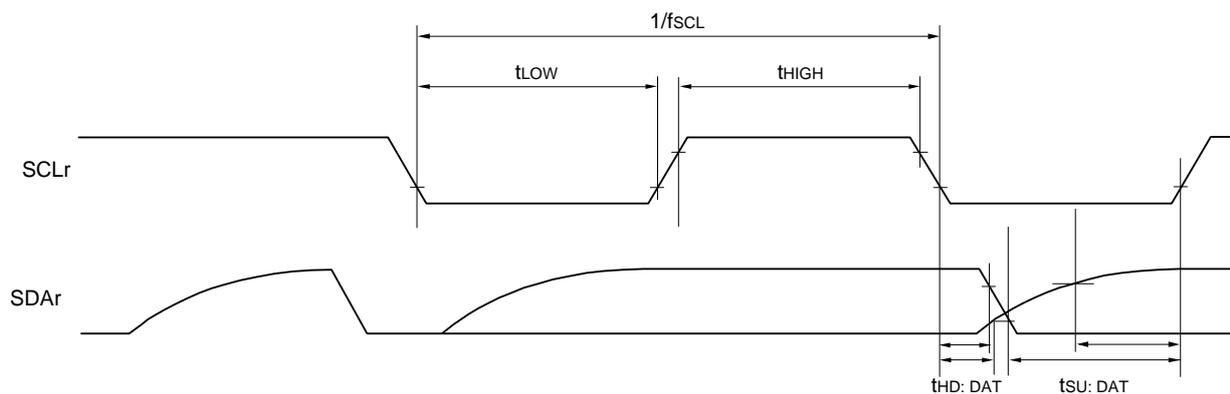 1/fSCL
tLOW
tHIGH
SCLr
SDAr
tHD: DAT
tSU: DAT